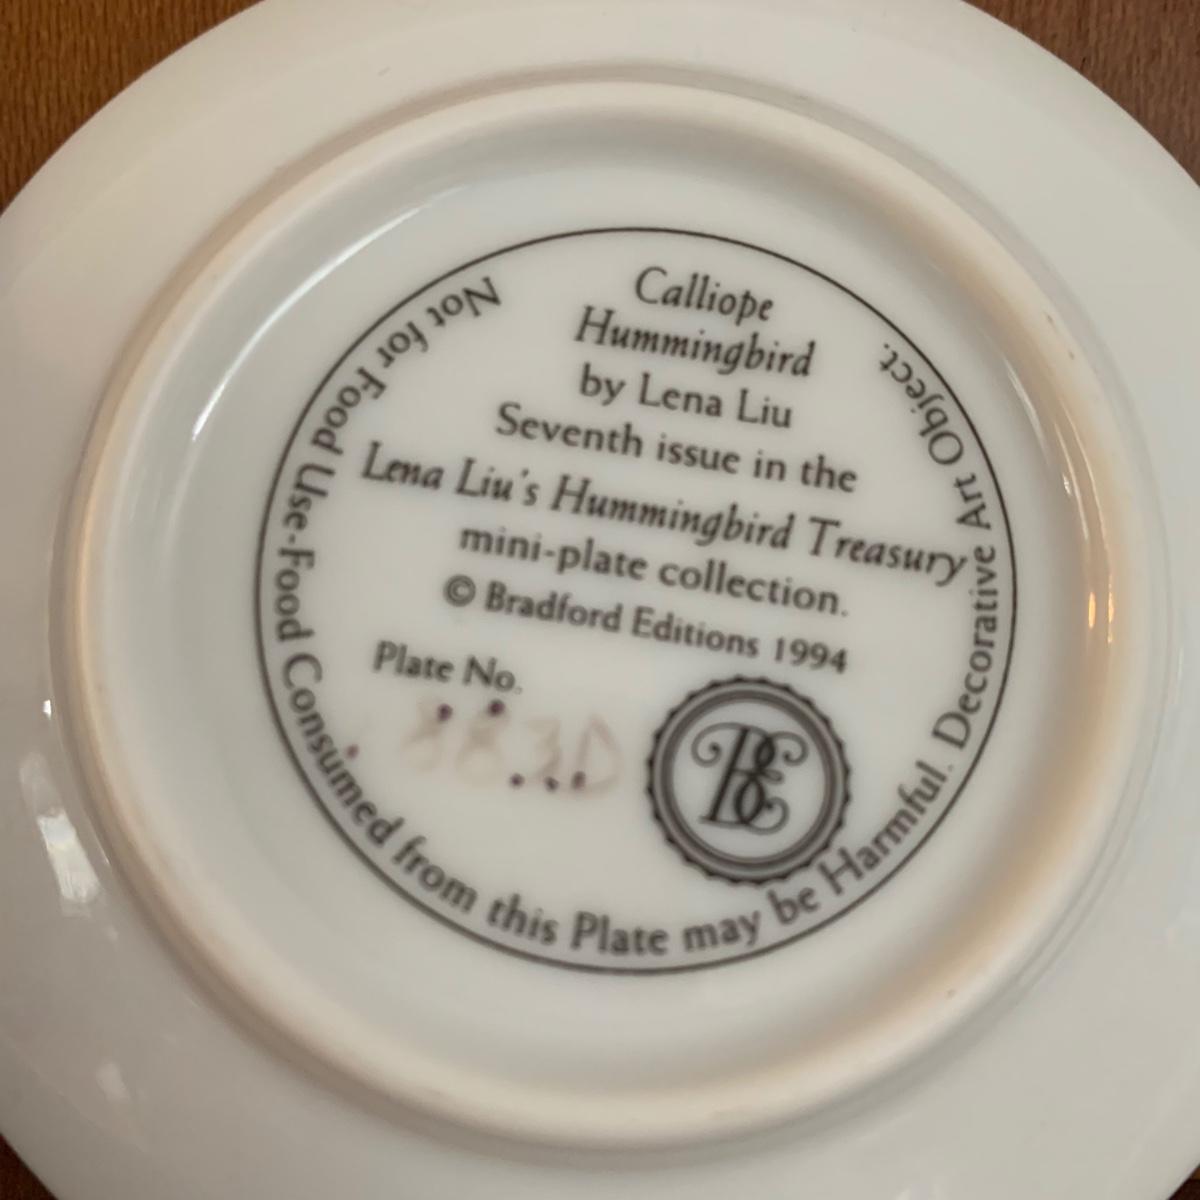 Calliope
Hummingbird
by Lena Liu
Seventh issue in the
Lena Liu's Hummingbird Treasury
mini-plate collection.
© Bradford Editions 1994
Plate No.
BE
Not for Food Use-Food Consumed from this Plate may be Harmful. Decorative Art Object.